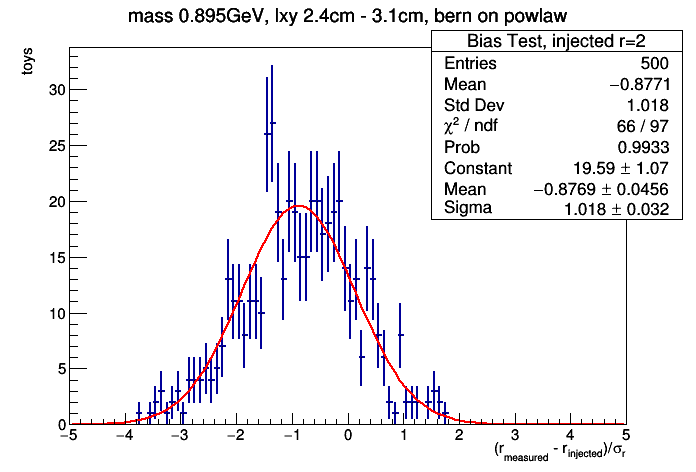 mass 0.895GeV, lxy 2.4cm - 3.1cm, bern on powlaw
Bias Test, injected r=2
Entries 500
Mean −0.8771
Std Dev 1.018
χ² / ndf 66 / 97
Prob 0.9933
Constant 19.59 ± 1.07
Mean −0.8769 ± 0.0456
Sigma 1.018 ± 0.032
toys
30
25
20
15
10
5
0
−5 −4 −3 −2 −1 0 1 2 3 4 5
(r_measured - r_injected)/σ_r